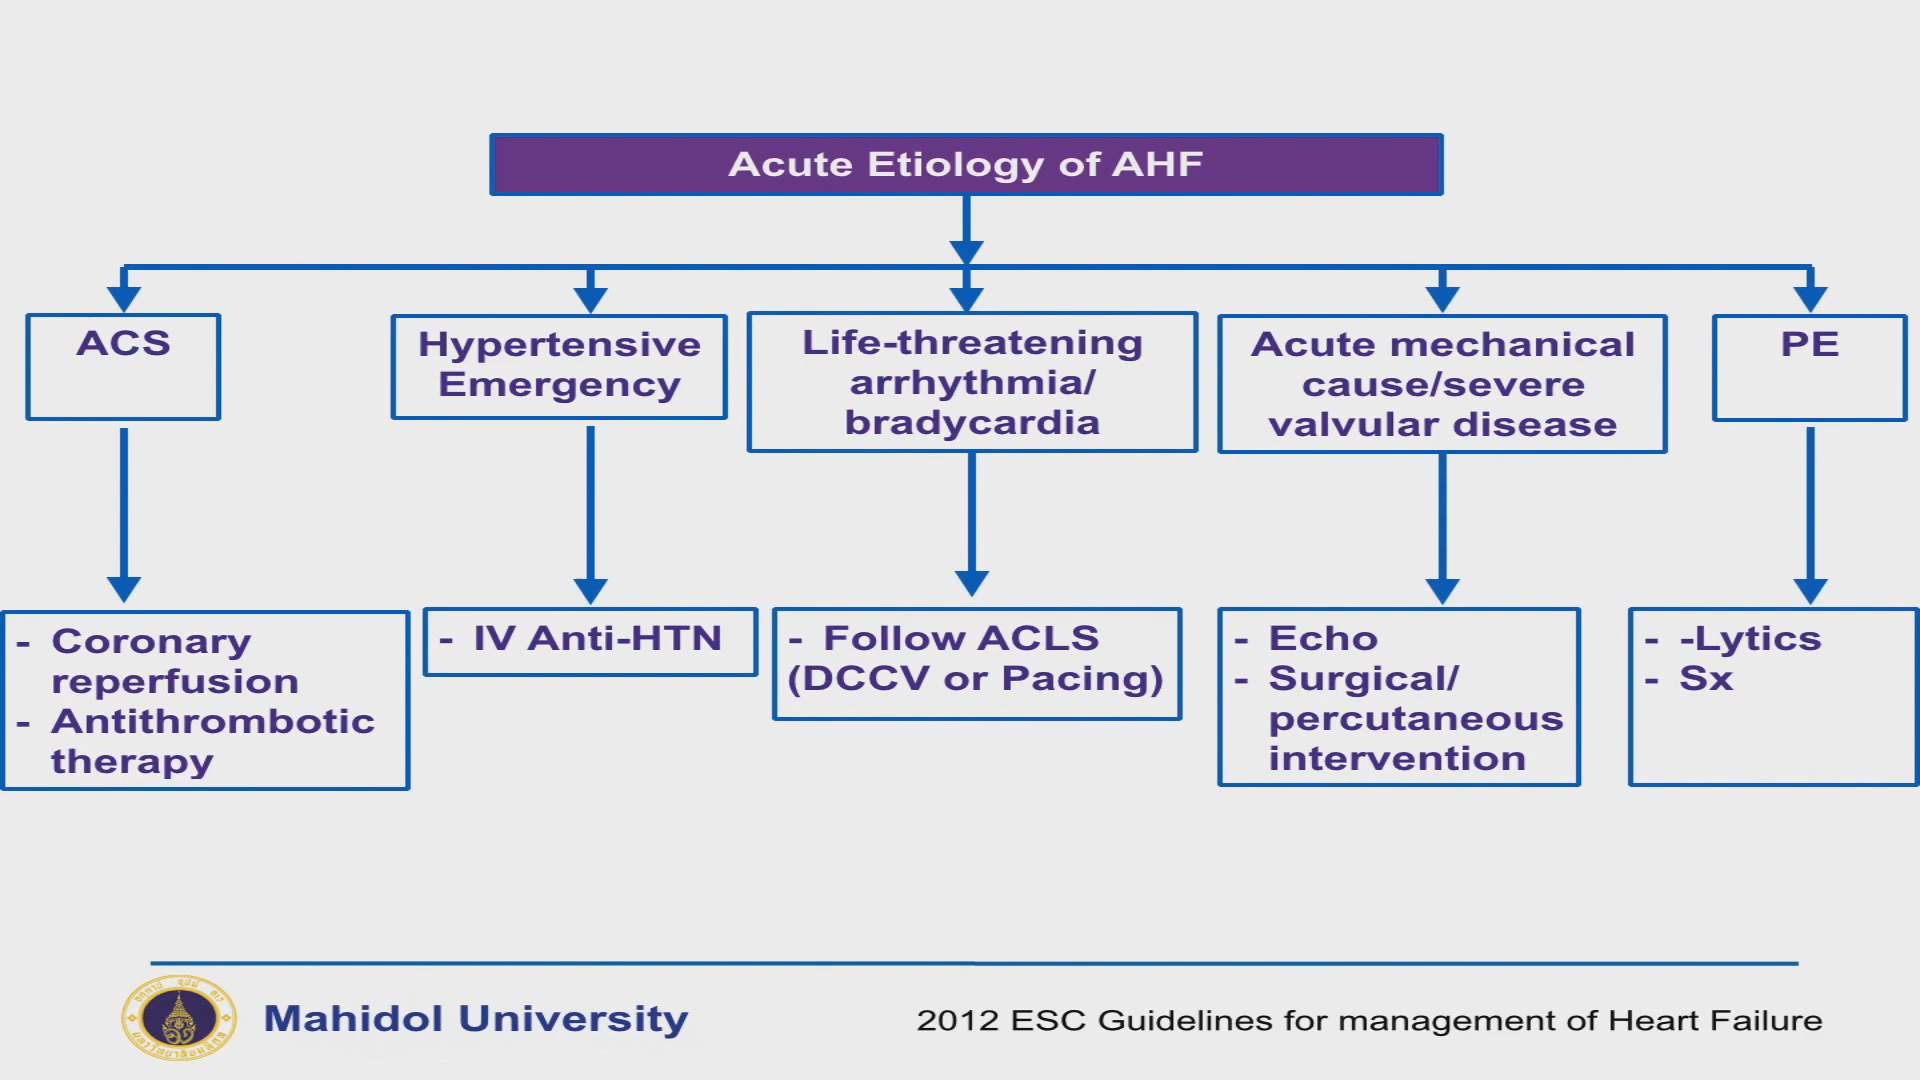 Acute Etiology of AHF
ACS
Hypertensive
Emergency
Life-threatening
arrhythmia/
bradycardia
Acute mechanical
cause/severe
valvular disease
PE
- Coronary
reperfusion
- Antithrombotic
therapy
- IV Anti-HTN
- Follow ACLS
(DCCV or Pacing)
- Echo
- Surgical/
percutaneous
intervention
- -Lytics
- Sx
Mahidol University
2012 ESC Guidelines for management of Heart Failure